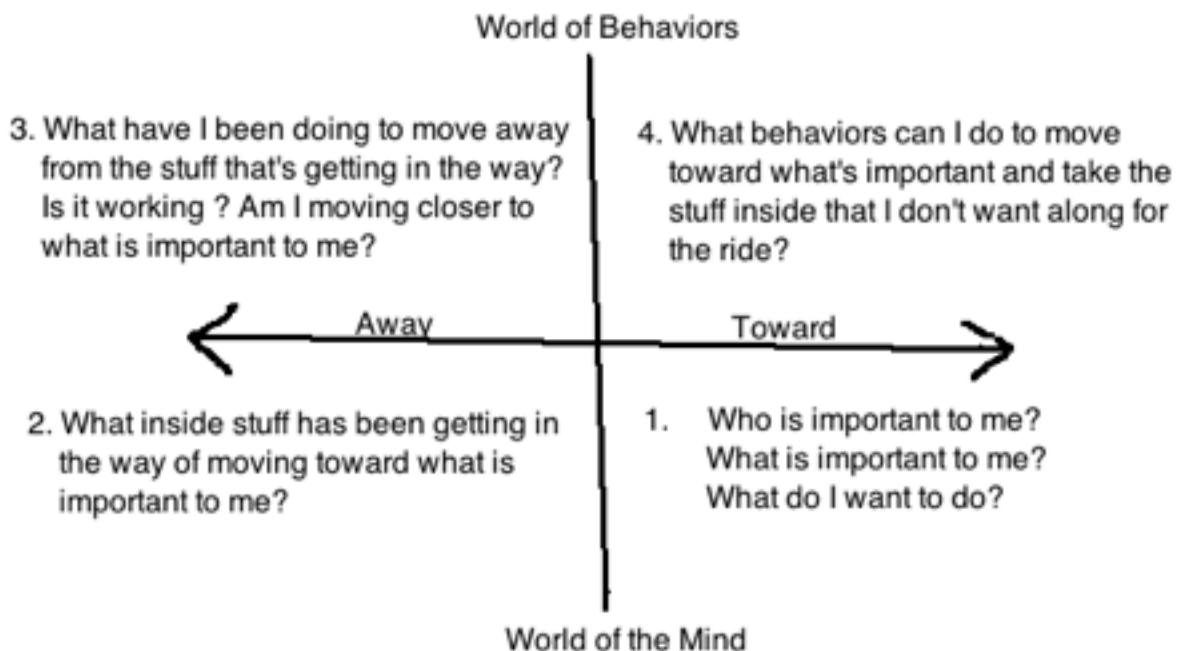 World of Behaviors
3. What have I been doing to move away
from the stuff that's getting in the way?
Is it working ? Am I moving closer to
what is important to me?
4. What behaviors can I do to move
toward what's important and take the
stuff inside that I don't want along for
the ride?
Away
Toward
2. What inside stuff has been getting in
the way of moving toward what is
important to me?
1. Who is important to me?
What is important to me?
What do I want to do?
World of the Mind